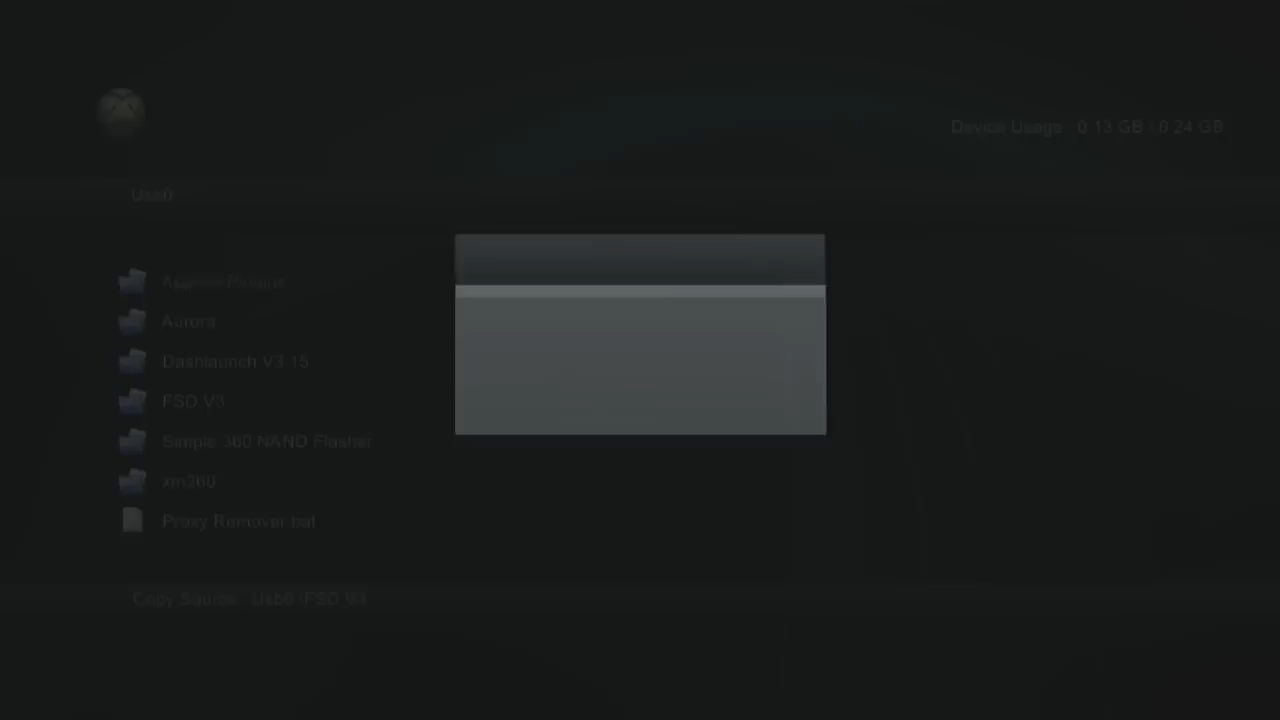 Device Usage : 0.13 GB / 0.24 GB
Usb0
Aurora
Dashlaunch V3.15
FSD V3
Simple 360 NAND Flasher
xm360
Proxy Remover.bat
Copy Source : Usb0:\FSD V3